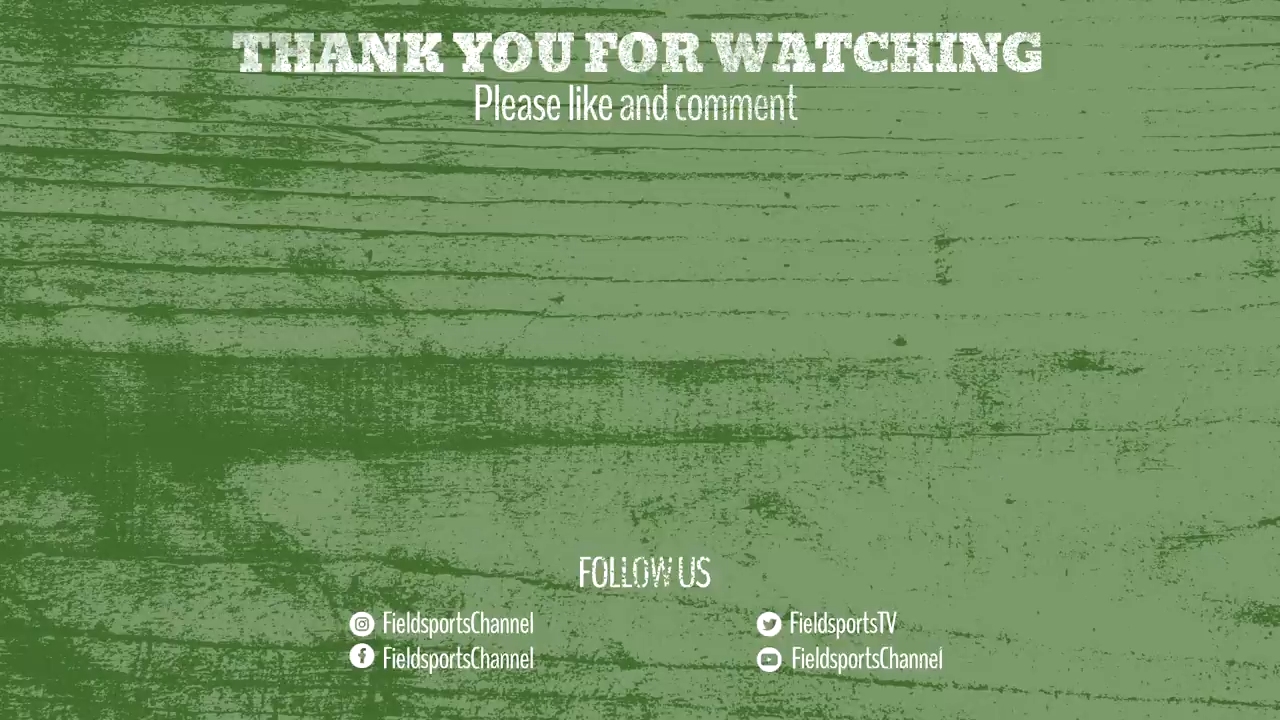 THANK YOU FOR WATCHING
Please like and comment
FOLLOW US
FieldsportsChannel
FieldsportsTV
FieldsportsChannel
FieldsportsChannel